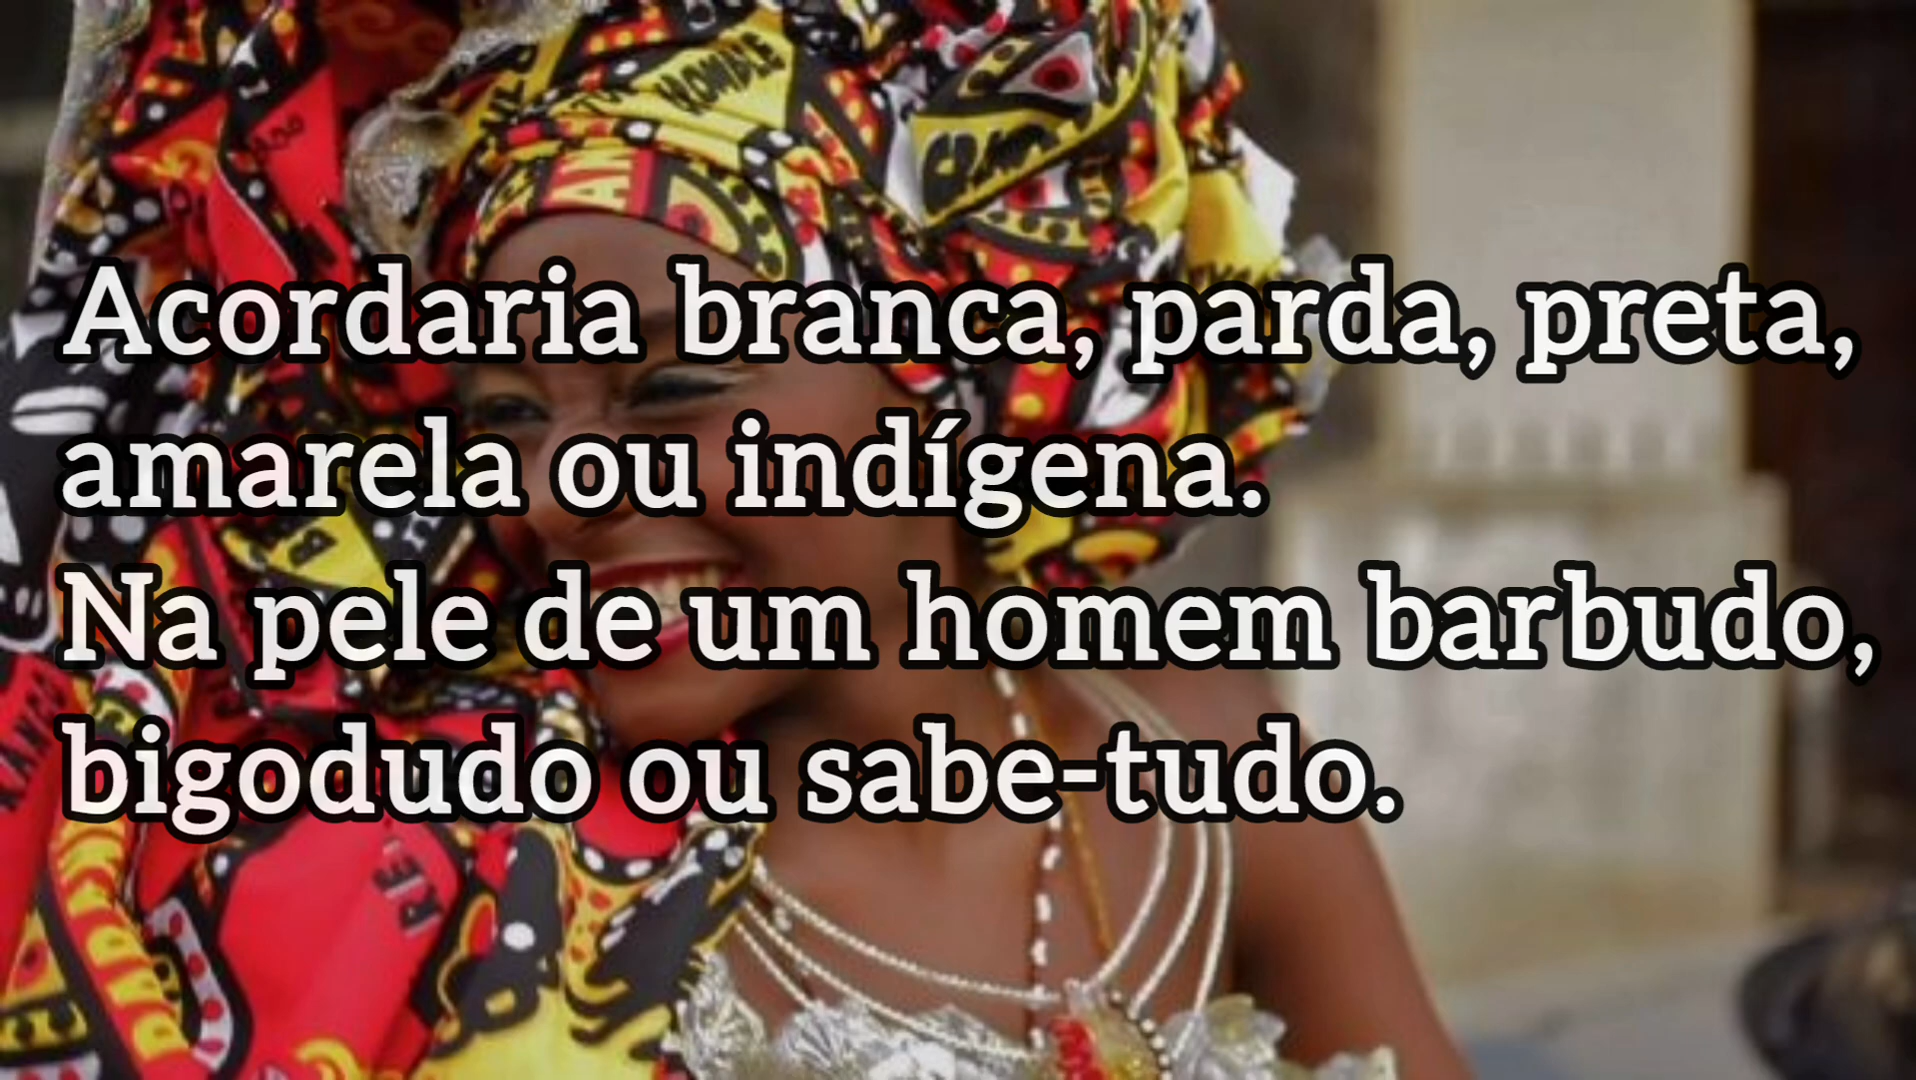 Acordaria branca, parda, preta,
amarela ou indígena.
Na pele de um homem barbudo,
bigodudo ou sabe-tudo.